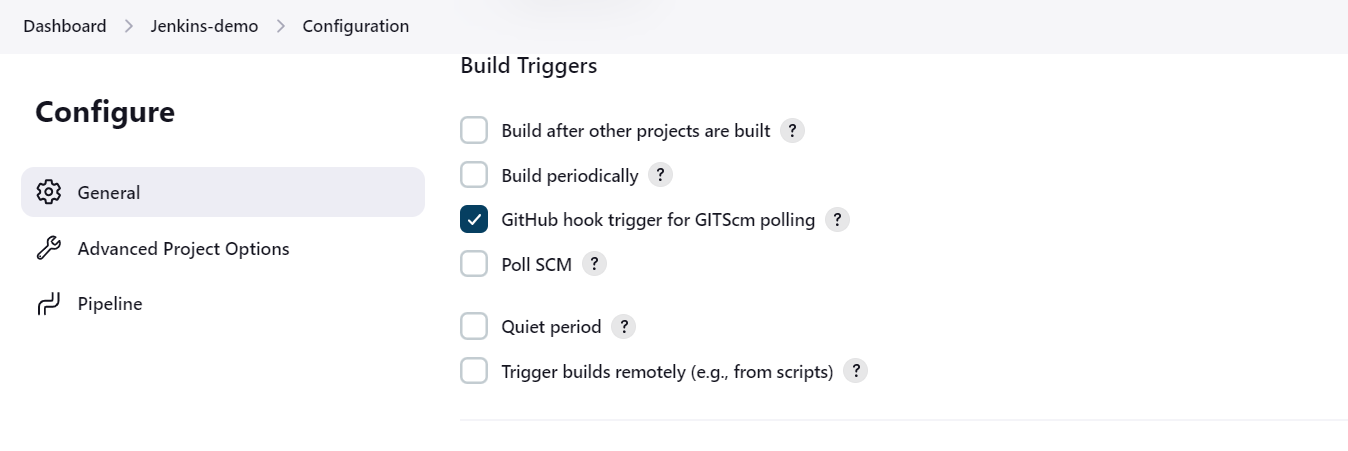 Dashboard > Jenkins-demo > Configuration
Build Triggers
Configure
General
Advanced Project Options
Pipeline
Build after other projects are built ?
Build periodically ?
GitHub hook trigger for GITScm polling ?
Poll SCM ?
Quiet period ?
Trigger builds remotely (e.g., from scripts) ?